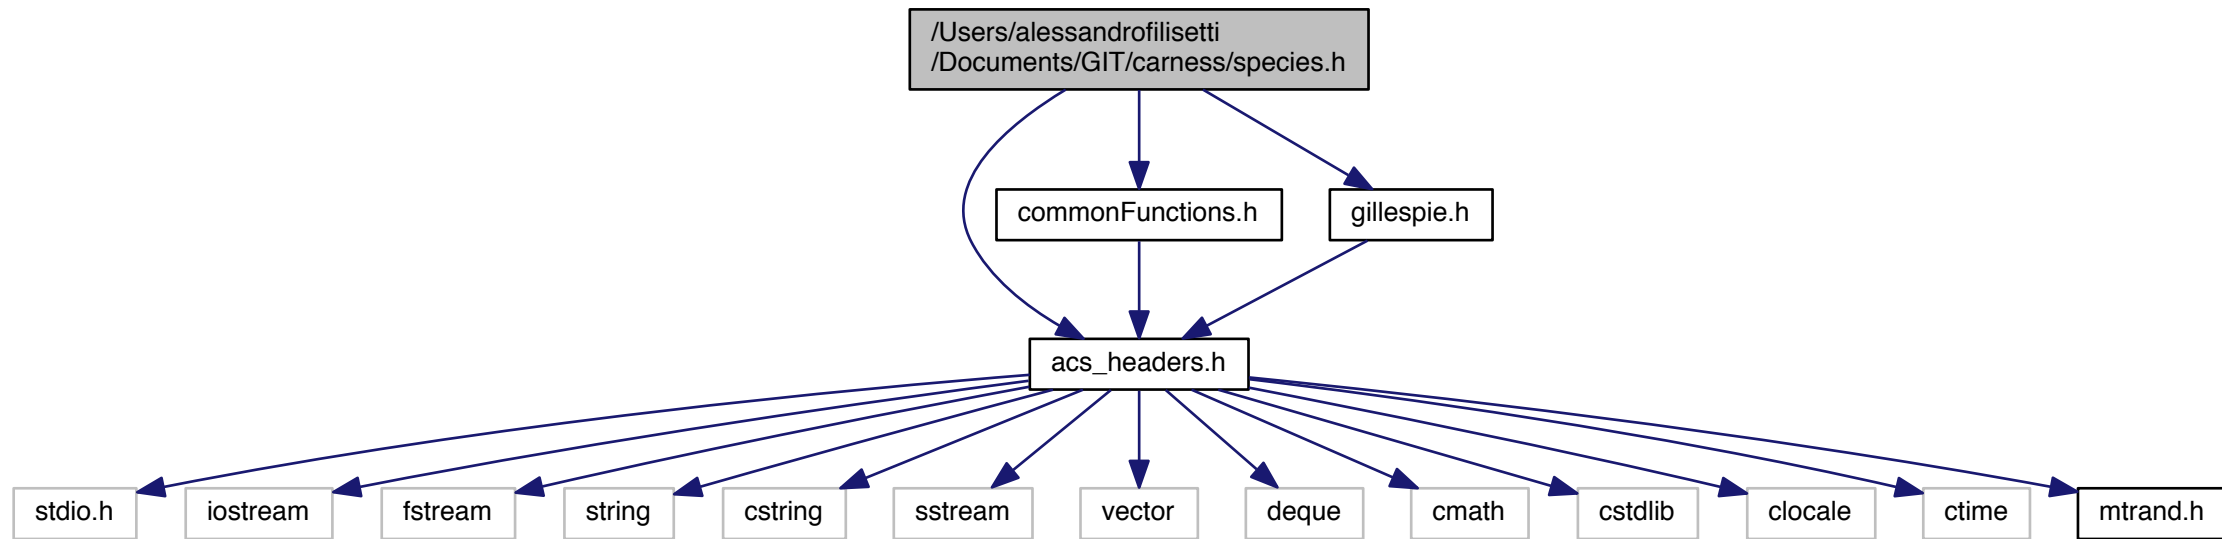 /Users/alessandrofilisetti
/Documents/GIT/carness/species.h
commonFunctions.h
gillespie.h
acs_headers.h
stdio.h
iostream
fstream
string
cstring
sstream
vector
deque
cmath
cstdlib
clocale
ctime
mtrand.h